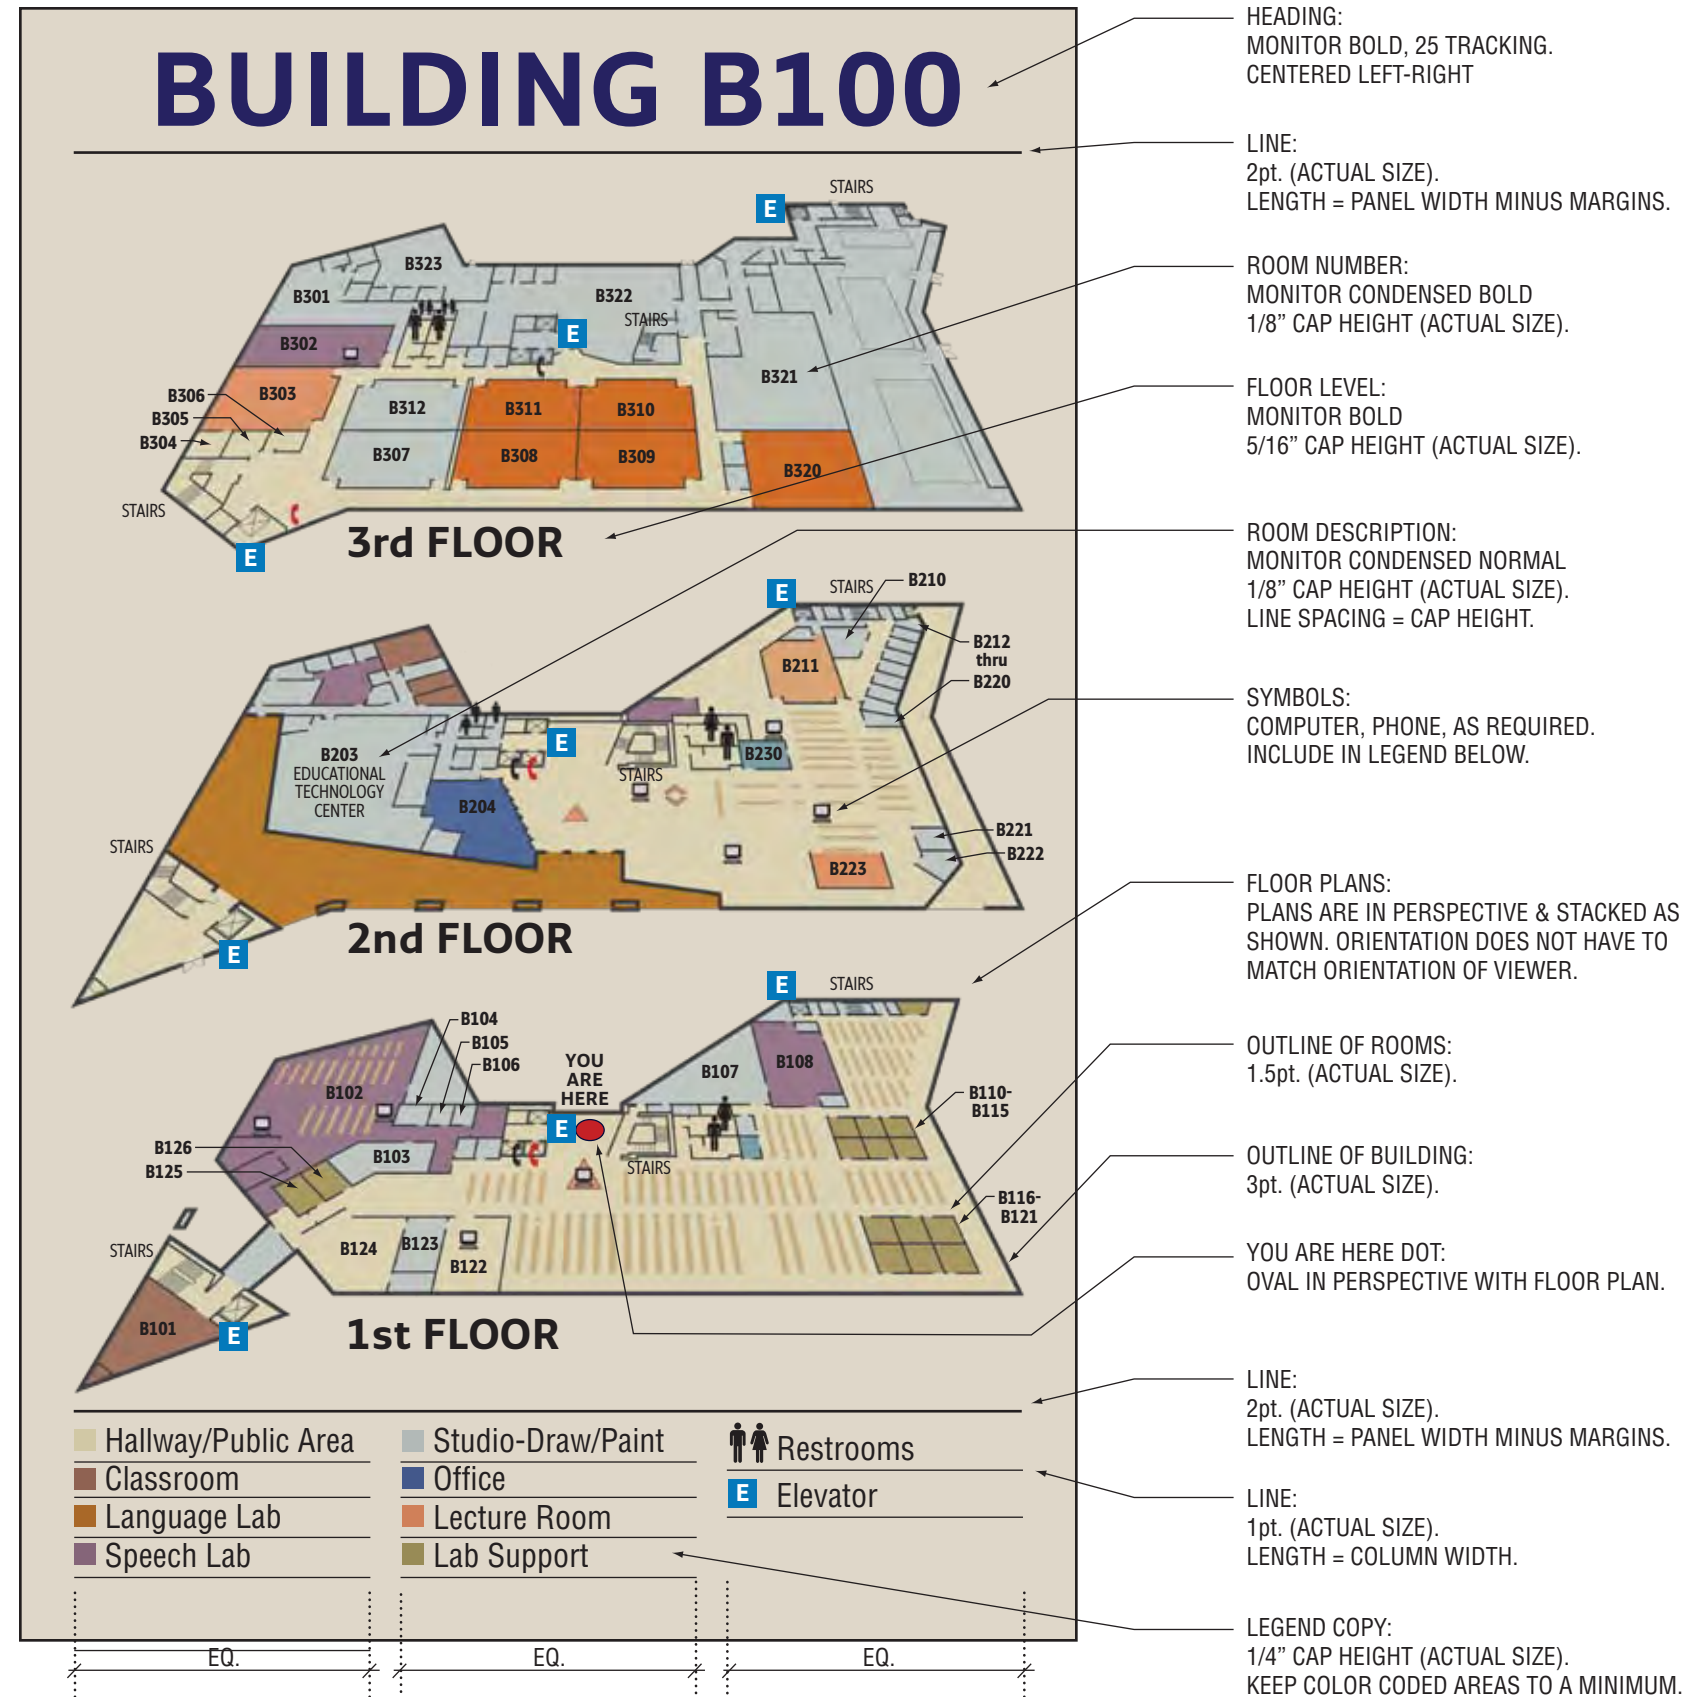 BUILDING B100
STAIRS
E
B323
B301
B322
STAIRS
E
B302
B321
B303
B306
B305
B304
B312
B311
B310
B307
B308
B309
B320
STAIRS
E
3rd FLOOR
E
STAIRS
B210
B212
thru
B220
B211
B203
EDUCATIONAL
TECHNOLOGY
CENTER
E
B230
STAIRS
B204
B221
B222
B223
STAIRS
E
2nd FLOOR
E
STAIRS
B104
B105
B106
YOU
ARE
HERE
B107
B108
B102
B110-
B115
E
B126
B125
B103
STAIRS
B116-
B121
STAIRS
B124
B123
B122
B101
E
1st FLOOR
Hallway/Public Area
Classroom
Language Lab
Speech Lab
Studio-Draw/Paint
Office
Lecture Room
Lab Support
Restrooms
E Elevator
EQ.
EQ.
EQ.
HEADING:
MONITOR BOLD, 25 TRACKING.
CENTERED LEFT-RIGHT
LINE:
2pt. (ACTUAL SIZE).
LENGTH = PANEL WIDTH MINUS MARGINS.
ROOM NUMBER:
MONITOR CONDENSED BOLD
1/8” CAP HEIGHT (ACTUAL SIZE).
FLOOR LEVEL:
MONITOR BOLD
5/16” CAP HEIGHT (ACTUAL SIZE).
ROOM DESCRIPTION:
MONITOR CONDENSED NORMAL
1/8” CAP HEIGHT (ACTUAL SIZE).
LINE SPACING = CAP HEIGHT.
SYMBOLS:
COMPUTER, PHONE, AS REQUIRED.
INCLUDE IN LEGEND BELOW.
FLOOR PLANS:
PLANS ARE IN PERSPECTIVE & STACKED AS
SHOWN. ORIENTATION DOES NOT HAVE TO
MATCH ORIENTATION OF VIEWER.
OUTLINE OF ROOMS:
1.5pt. (ACTUAL SIZE).
OUTLINE OF BUILDING:
3pt. (ACTUAL SIZE).
YOU ARE HERE DOT:
OVAL IN PERSPECTIVE WITH FLOOR PLAN.
LINE:
2pt. (ACTUAL SIZE).
LENGTH = PANEL WIDTH MINUS MARGINS.
LINE:
1pt. (ACTUAL SIZE).
LENGTH = COLUMN WIDTH.
LEGEND COPY:
1/4” CAP HEIGHT (ACTUAL SIZE).
KEEP COLOR CODED AREAS TO A MINIMUM.